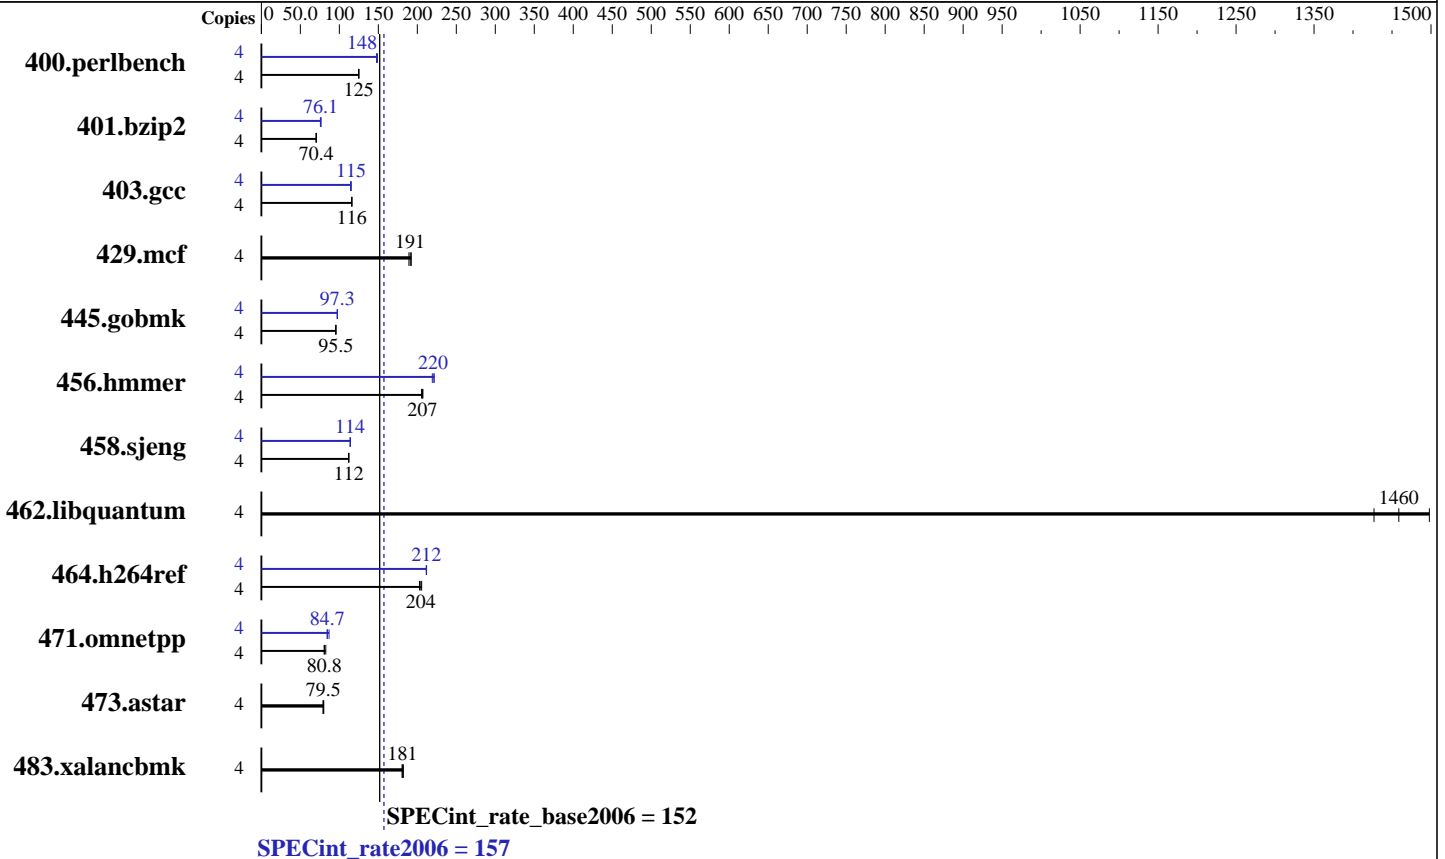 Copies 0 50.0 100 150 200 250 300 350 400 450 500 550 600 650 700 750 800 850 900 950 1050 1150 1250 1350 1500
400.perlbench 4 148
4 125
401.bzip2 4 76.1
4 70.4
403.gcc 4 115
4 116
429.mcf 4 191
445.gobmk 4 97.3
4 95.5
456.hmmer 4 220
4 207
458.sjeng 4 114
4 112
462.libquantum 4 1460
464.h264ref 4 212
4 204
471.omnetpp 4 84.7
4 80.8
473.astar 4 79.5
483.xalancbmk 4 181
SPECint_rate_base2006 = 152
SPECint_rate2006 = 157